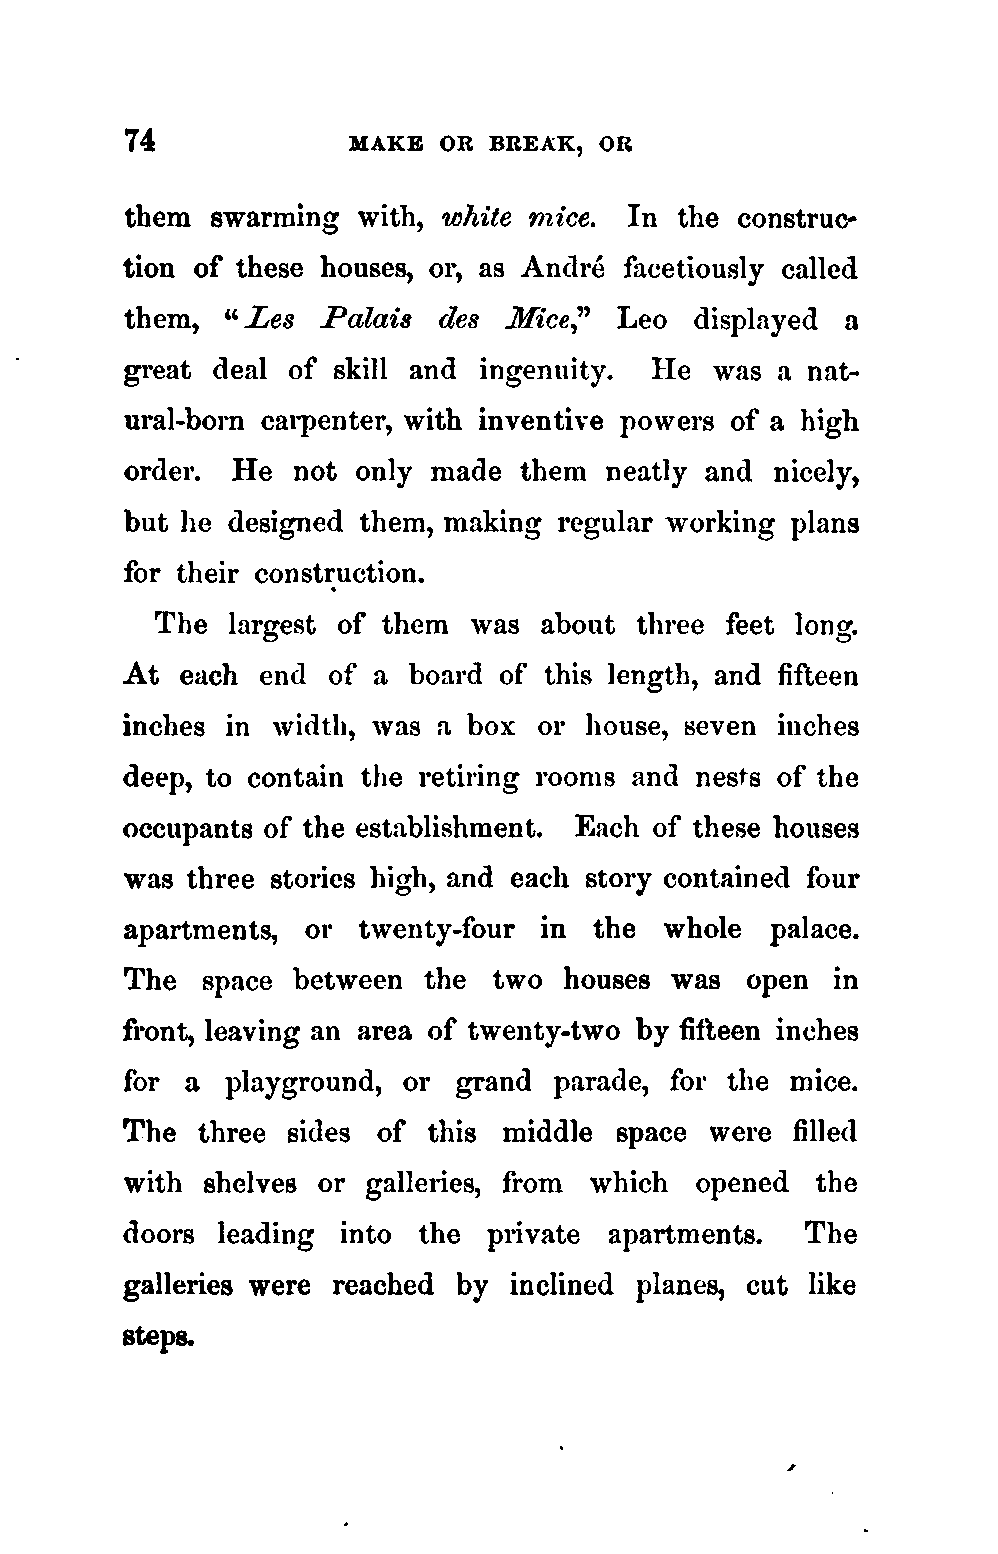 74 MAKE OR BREAK, OR
them swarming with, white mice. In the construc-
tion of these houses, or, as André facetiously called
them, “Les Palais des Mice,” Leo displayed a
great deal of skill and ingenuity. He was a nat-
ural-born carpenter, with inventive powers of a high
order. He not only made them neatly and nicely,
but he designed them, making regular working plans
for their construction.
The largest of them was about three feet long.
At each end of a board of this length, and fifteen
inches in width, was a box or house, seven inches
deep, to contain the retiring rooms and nests of the
occupants of the establishment. Each of these houses
was three stories high, and each story contained four
apartments, or twenty-four in the whole palace.
The space between the two houses was open in
front, leaving an area of twenty-two by fifteen inches
for a playground, or grand parade, for the mice.
The three sides of this middle space were filled
with shelves or galleries, from which opened the
doors leading into the private apartments. The
galleries were reached by inclined planes, cut like
steps.